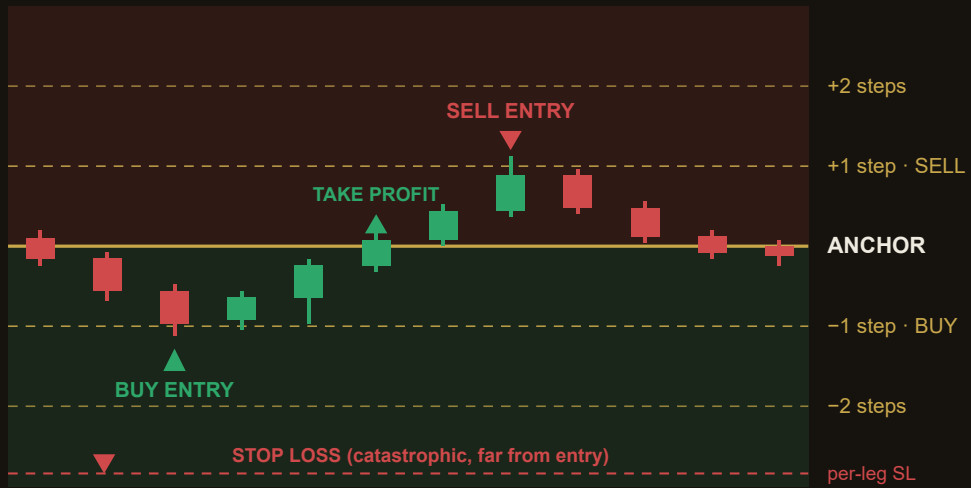 +2 steps
SELL ENTRY
+1 step · SELL
TAKE PROFIT
ANCHOR
−1 step · BUY
BUY ENTRY
−2 steps
STOP LOSS (catastrophic, far from entry)
per-leg SL